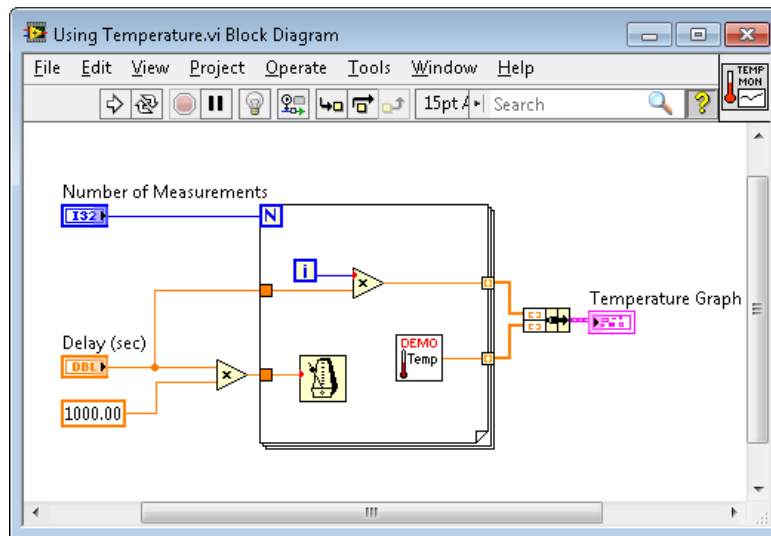 Using Temperature.vi Block Diagram
File Edit View Project Operate Tools Window Help
15pt A Search ?
TEMP
MON
Number of Measurements
I32
N
i
x
Temperature Graph
Delay (sec)
DBL
x
DEMO
Temp
1000.00